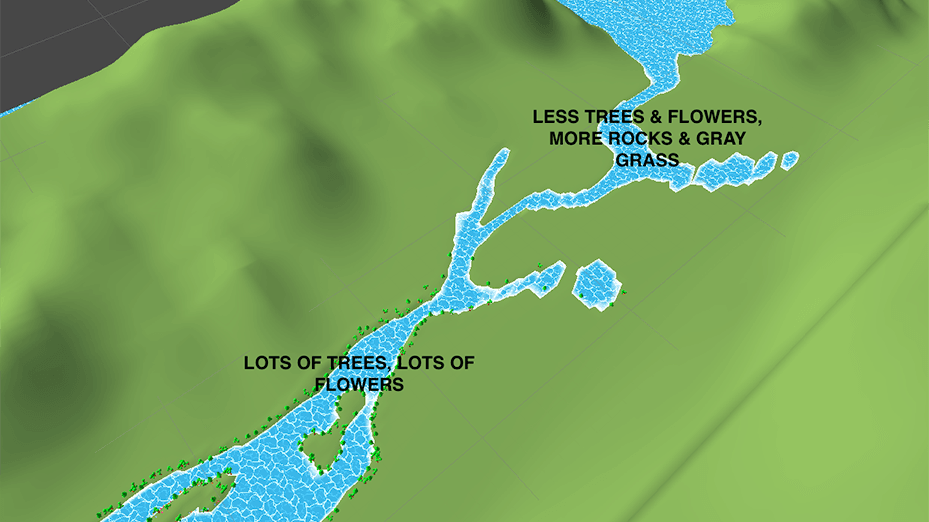 LESS TREES & FLOWERS,
MORE ROCKS & GRAY
GRASS
LOTS OF TREES, LOTS OF
FLOWERS